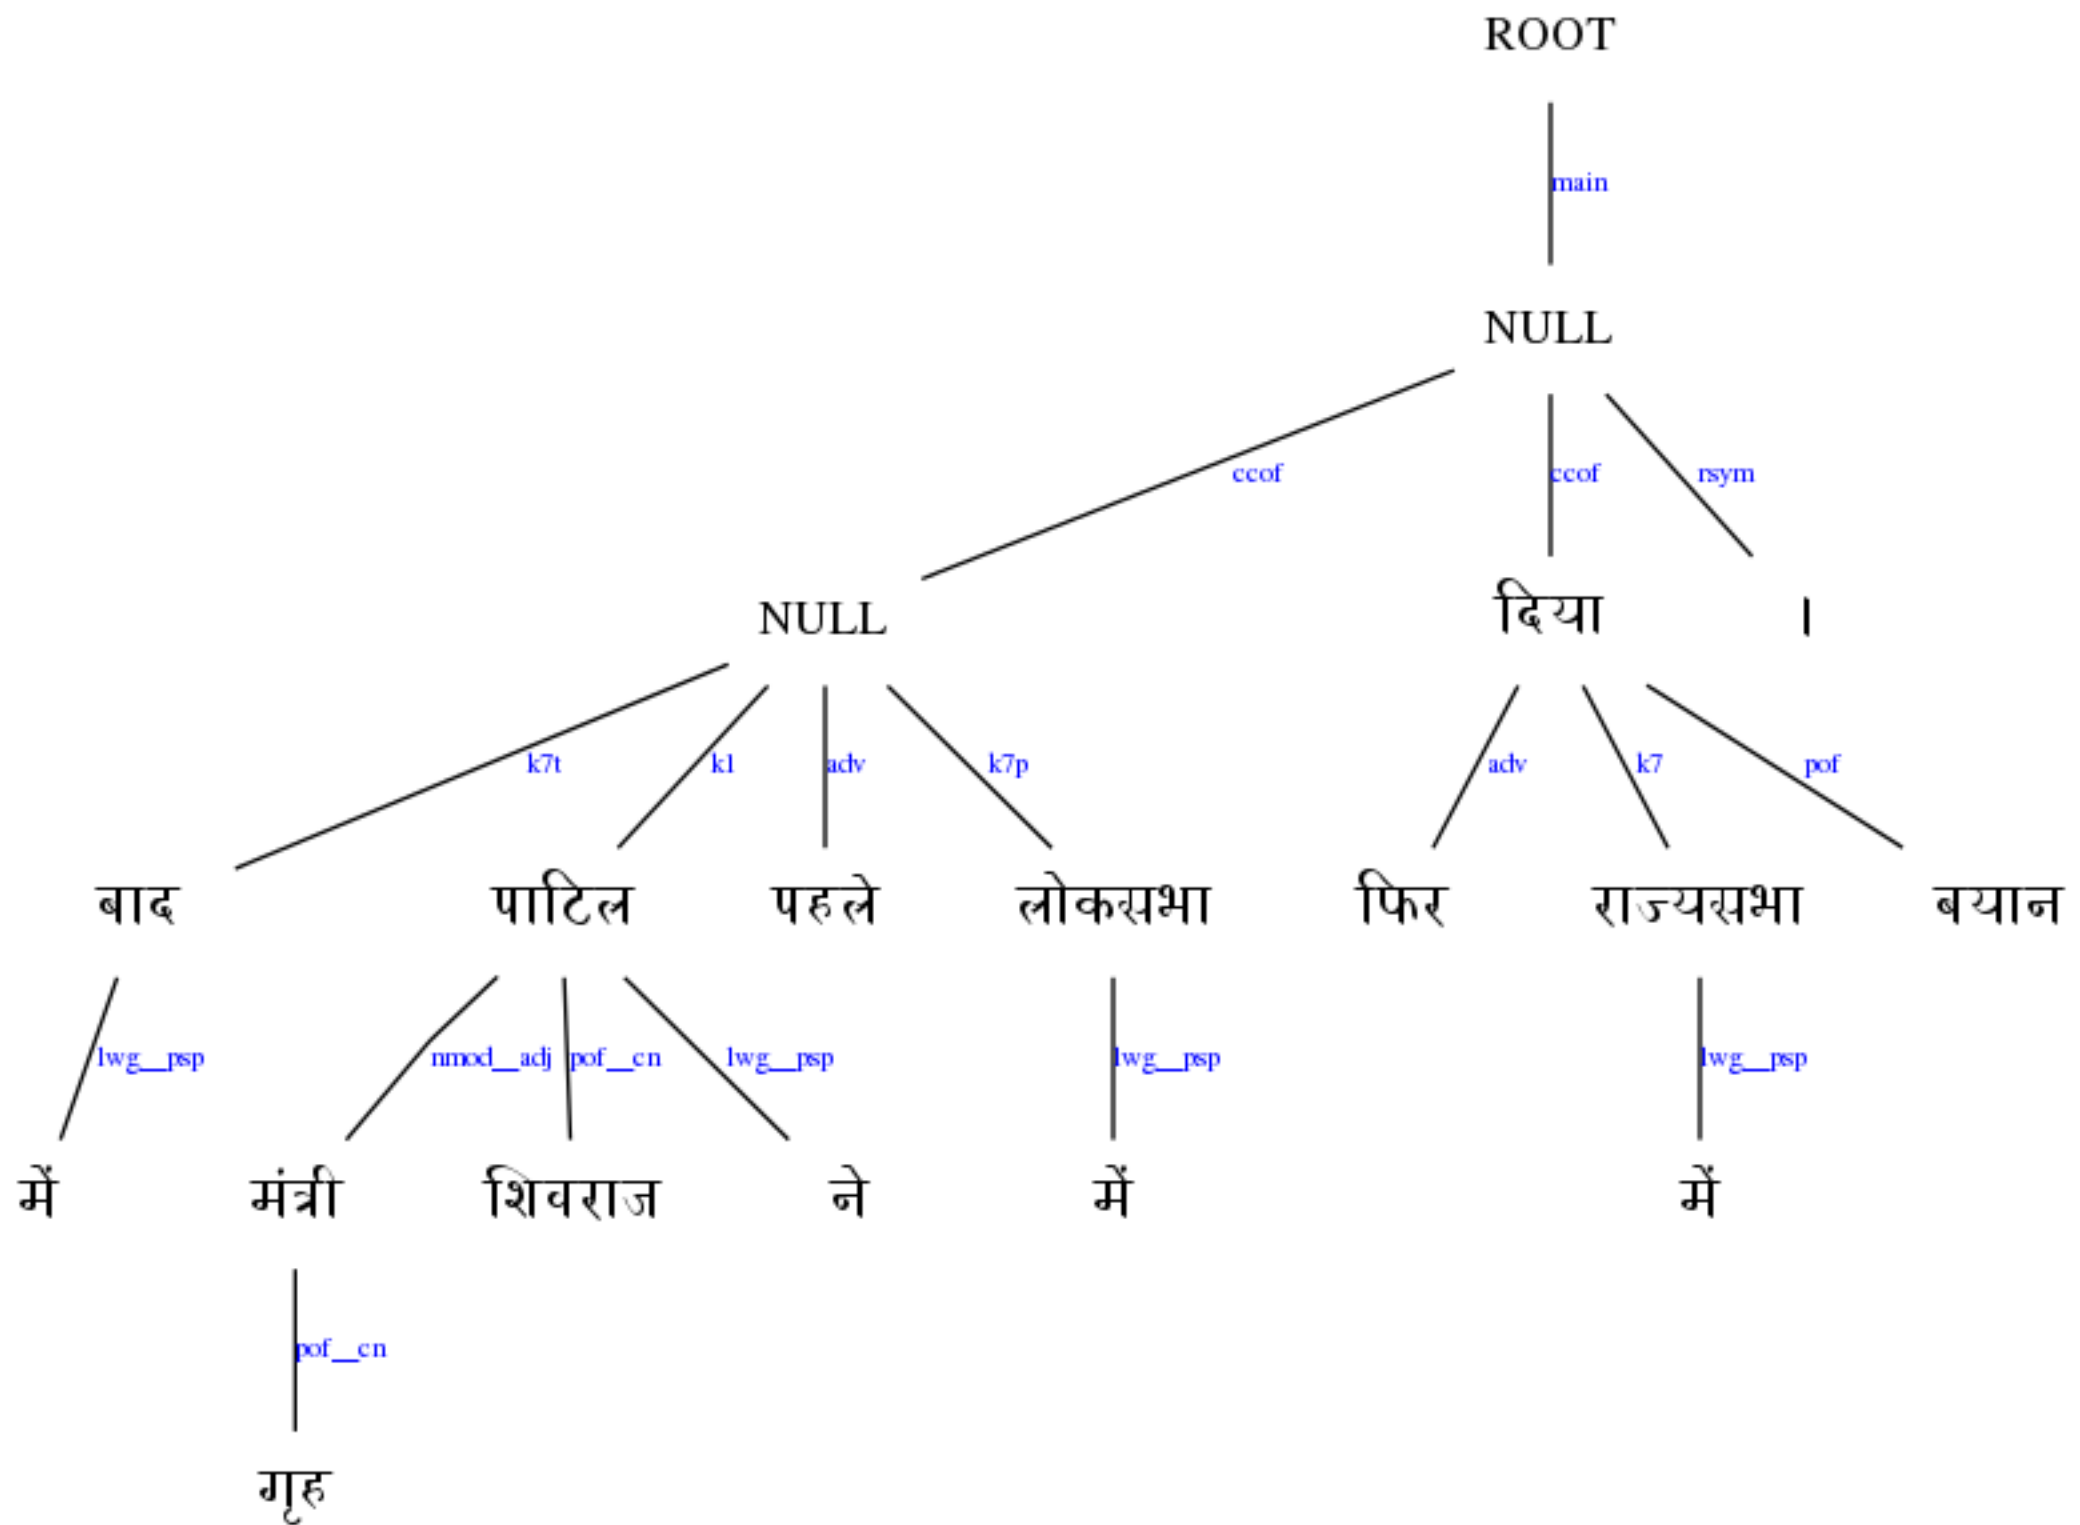 ROOT
main
NULL
ccof ccof rsym
NULL दिया ।
k7t k1 adv k7p adv k7 pof
बाद पाटिल पहले लोकसभा फिर राज्यसभा बयान
lwg__psp nmod__adj pof__cn lwg__psp lwg__psp lwg__psp
में मंत्री शिवराज ने में में
pof__cn
गृह